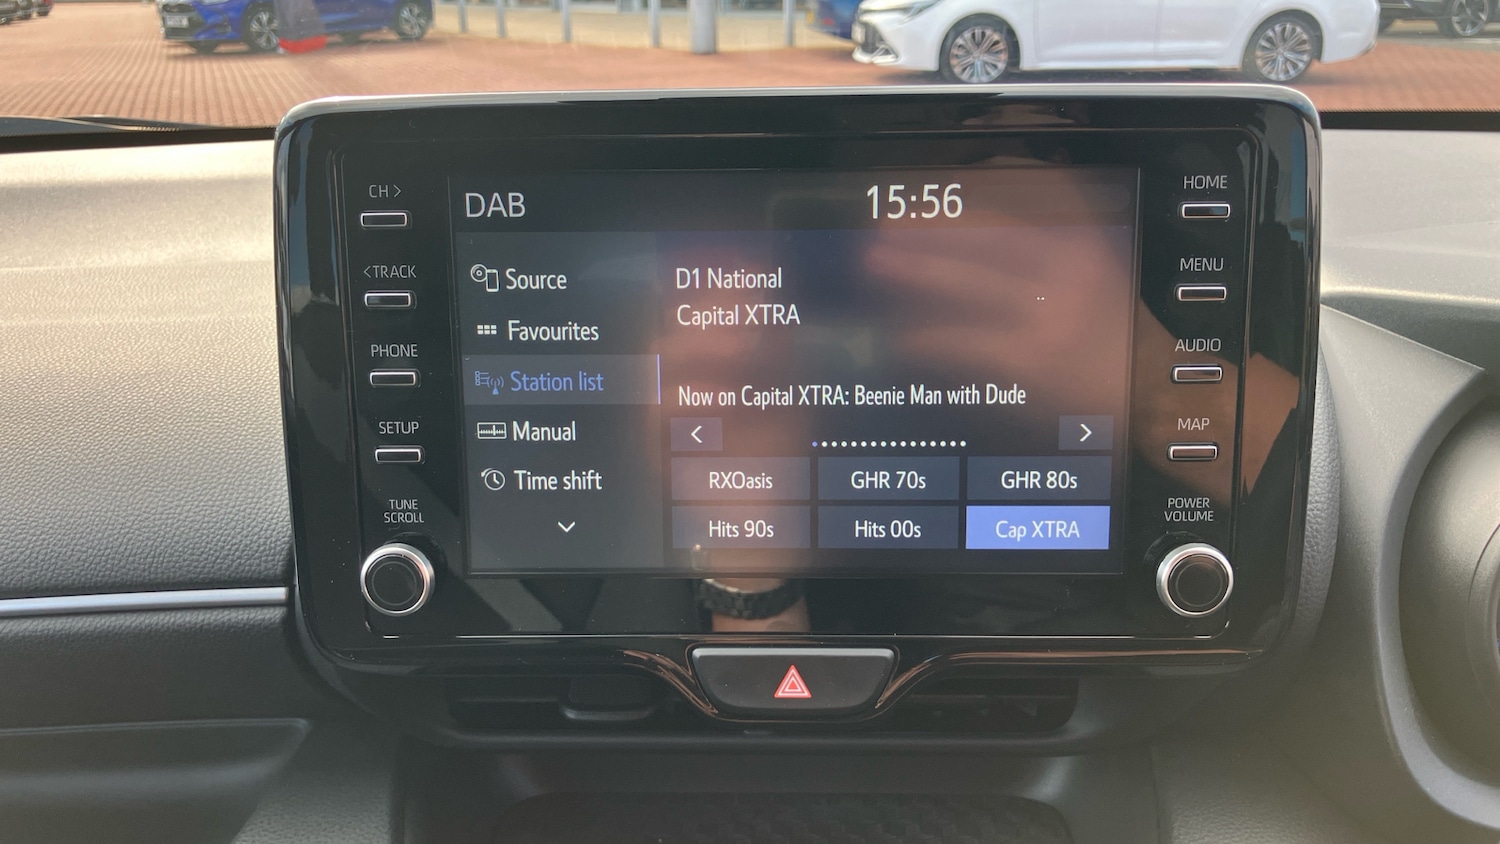 CH >
<TRACK
PHONE
SETUP
TUNE
SCROLL
DAB
15:56
Source
Favourites
Station list
Manual
Time shift
D1 National
Capital XTRA
Now on Capital XTRA: Beenie Man with Dude
RXOasis
GHR 70s
GHR 80s
Hits 90s
Hits 00s
Cap XTRA
HOME
MENU
AUDIO
MAP
POWER
VOLUME